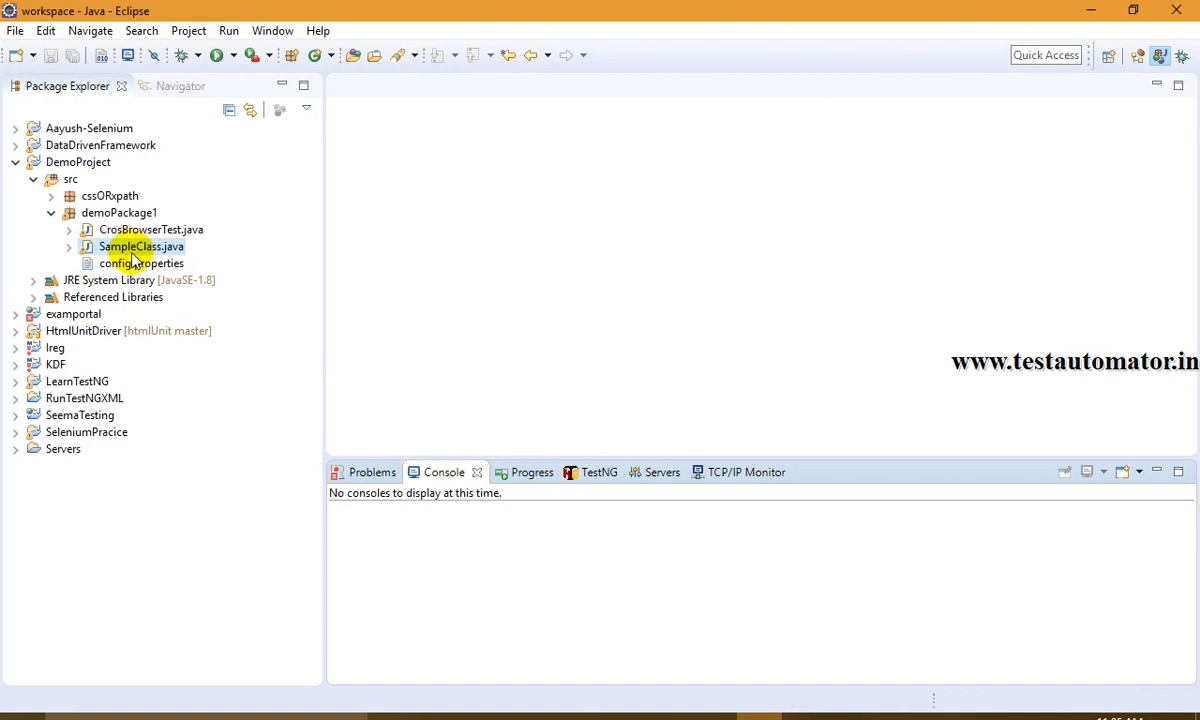 workspace - Java - Eclipse
File Edit Navigate Search Project Run Window Help
Quick Access
Package Explorer Navigator
Aayush-Selenium
DataDrivenFramework
DemoProject
src
cssORxpath
demoPackage1
CrosBrowserTest.java
SampleClass.java
config.properties
JRE System Library [JavaSE-1.8]
Referenced Libraries
examportal
HtmlUnitDriver [htmlUnit master]
Ireg
KDF
LearnTestNG
RunTestNGXML
SeemaTesting
SeleniumPracice
Servers
www.testautomator.in
Problems Console Progress TestNG Servers TCP/IP Monitor
No consoles to display at this time.